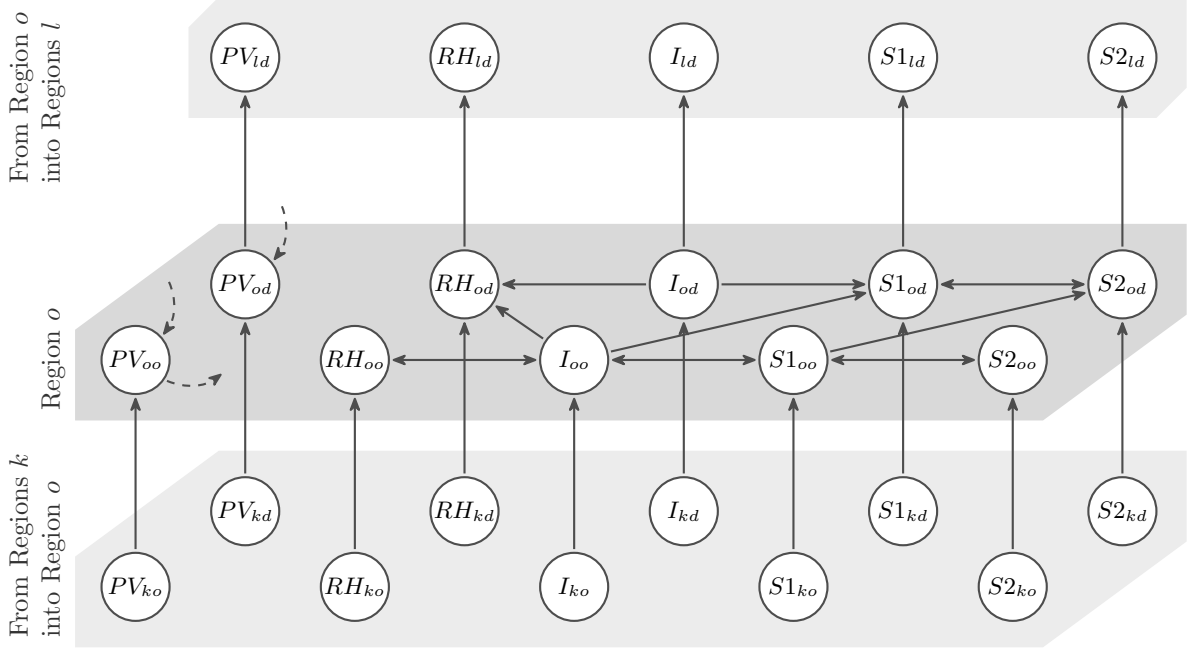 From Region o
into Regions l
PV_ld RH_ld I_ld S1_ld S2_ld
Region o
PV_od RH_od I_od S1_od S2_od
PV_oo RH_oo I_oo S1_oo S2_oo
From Regions k
into Region o
PV_kd RH_kd I_kd S1_kd S2_kd
PV_ko RH_ko I_ko S1_ko S2_ko